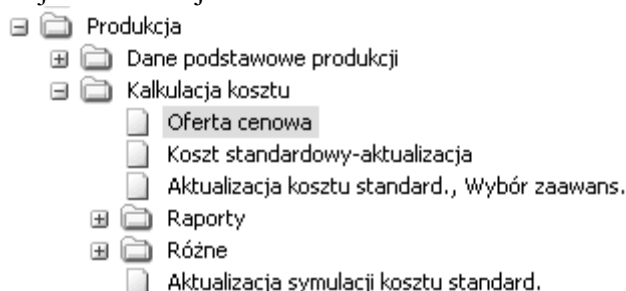 Produkcja
Dane podstawowe produkcji
Kalkulacja kosztu
Oferta cenowa
Koszt standardowy-aktualizacja
Aktualizacja kosztu standard., Wybór zaawans.
Raporty
Różne
Aktualizacja symulacji kosztu standard.